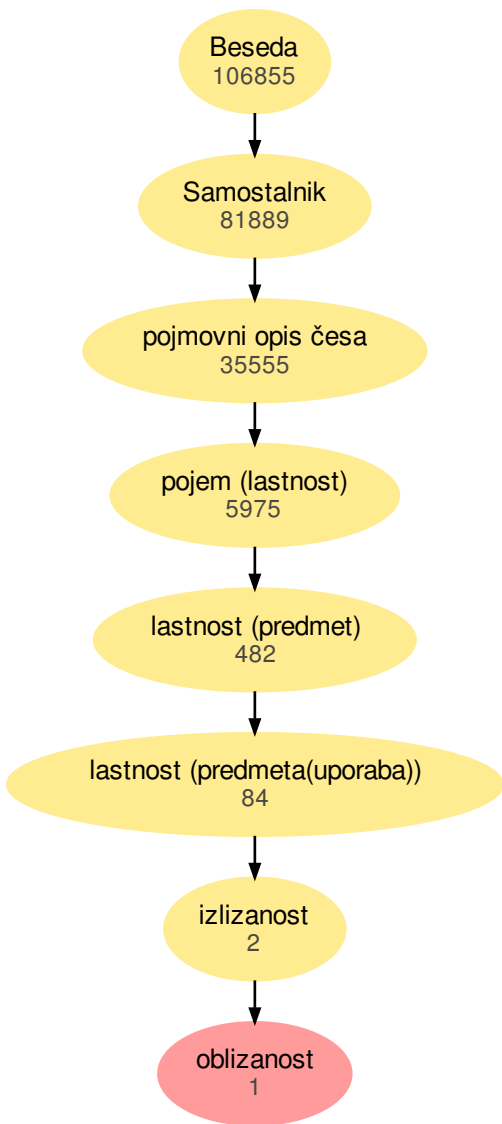 Beseda
106855
Samostalnik
81889
pojmovni opis česa
35555
pojem (lastnost)
5975
lastnost (predmet)
482
lastnost (predmeta(uporaba))
84
izlizanost
2
oblizanost
1